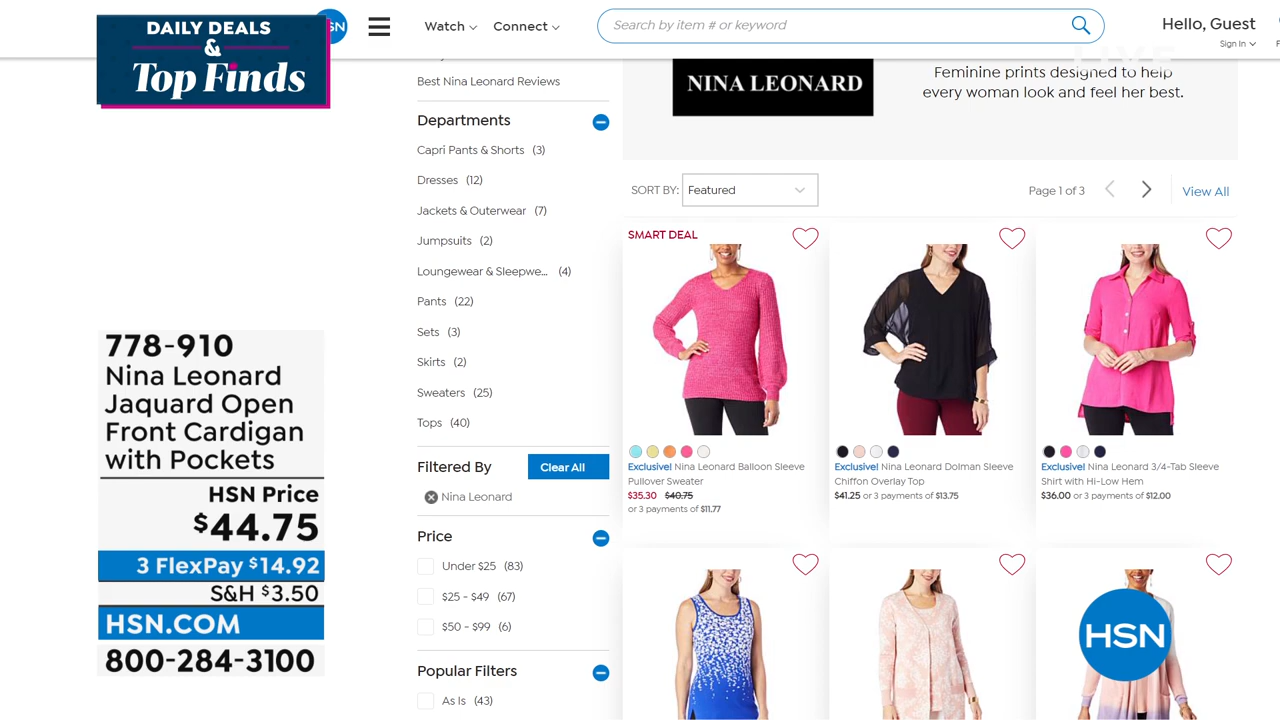 DAILY DEALS
&
Top Finds
SN
Watch
Connect
Search by item # or keyword
Hello, Guest
Sign In
LIVE
778-910
Nina Leonard
Jaquard Open
Front Cardigan
with Pockets
HSN Price
$44.75
3 FlexPay $14.92
S&H $3.50
HSN.COM
800-284-3100
Best Nina Leonard Reviews
Departments
Capri Pants & Shorts (3)
Dresses (12)
Jackets & Outerwear (7)
Jumpsuits (2)
Loungewear & Sleepwe... (4)
Pants (22)
Sets (3)
Skirts (2)
Sweaters (25)
Tops (40)
Filtered By
Clear All
Nina Leonard
Price
Under $25 (83)
$25 - $49 (67)
$50 - $99 (6)
Popular Filters
As Is (43)
NINA LEONARD
Feminine prints designed to help
every woman look and feel her best.
SORT BY: Featured
Page 1 of 3
View All
SMART DEAL
Exclusive! Nina Leonard Balloon Sleeve
Pullover Sweater
$35.30 $40.75
or 3 payments of $11.77
Exclusive! Nina Leonard Dolman Sleeve
Chiffon Overlay Top
$41.25 or 3 payments of $13.75
Exclusive! Nina Leonard 3/4-Tab Sleeve
Shirt with Hi-Low Hem
$36.00 or 3 payments of $12.00
HSN